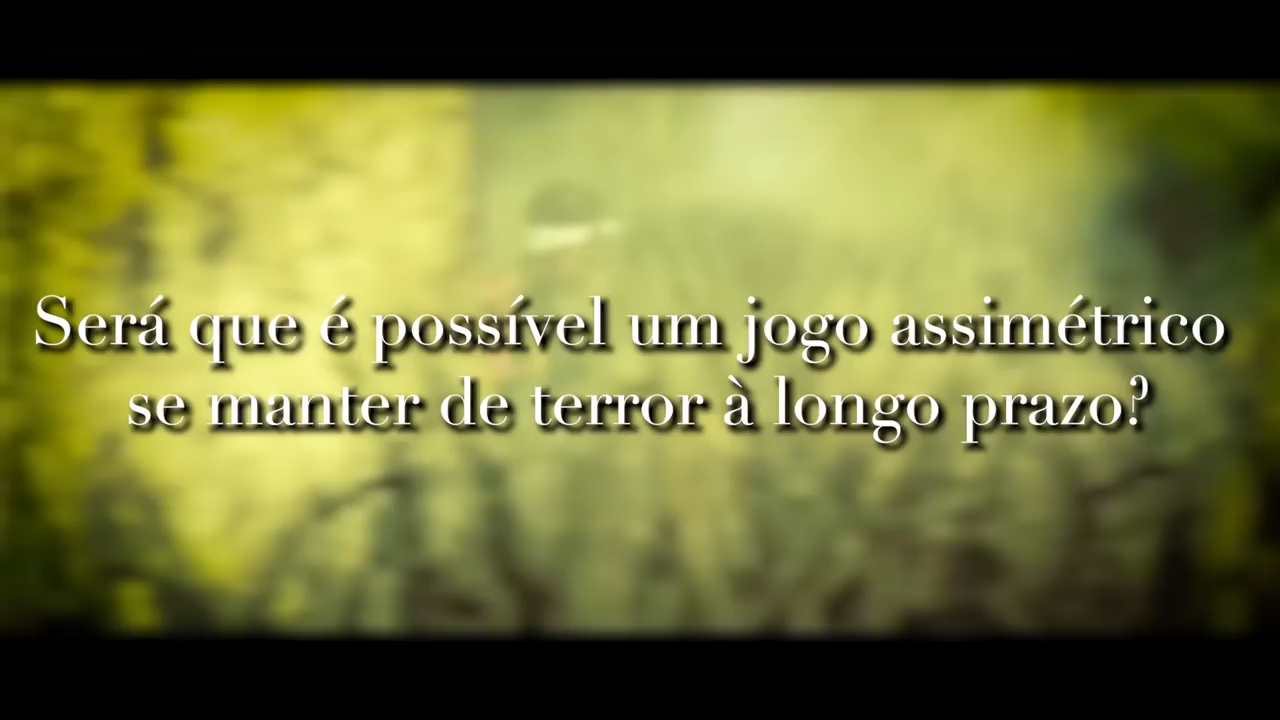 Será que é possível um jogo assimétrico
se manter de terror à longo prazo?